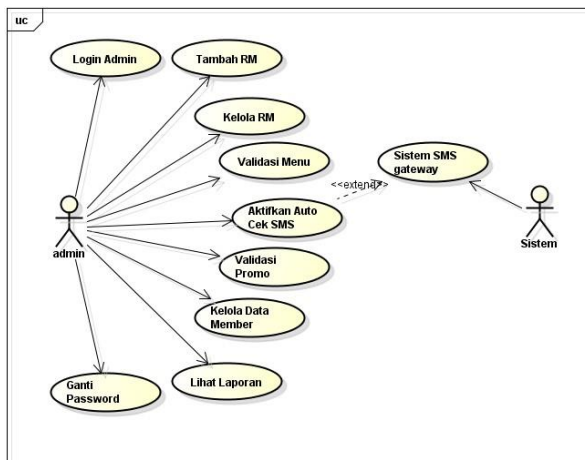 uc
Login Admin
Tambah RM
Kelola RM
Validasi Menu
Sistem SMS
gateway
<<extend>>
Aktifkan Auto
Cek SMS
admin
Sistem
Validasi
Promo
Kelola Data
Member
Ganti
Password
Lihat Laporan